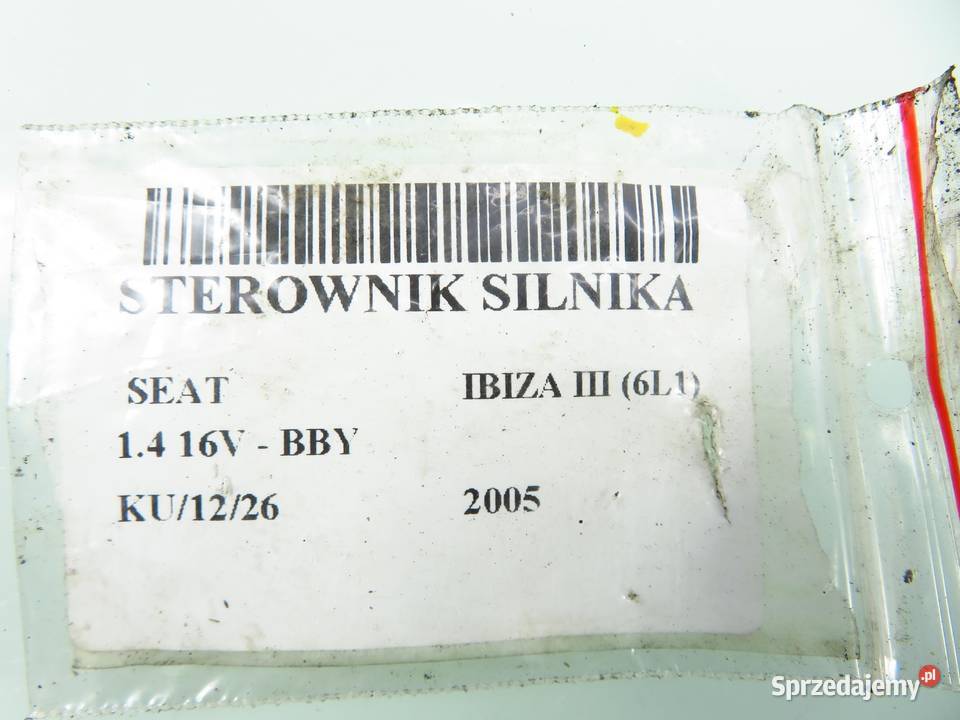 STEROWNIK SILNIKA
SEAT IBIZA III (6L1)
1.4 16V - BBY
KU/12/26 2005
Sprzedajemy.pl